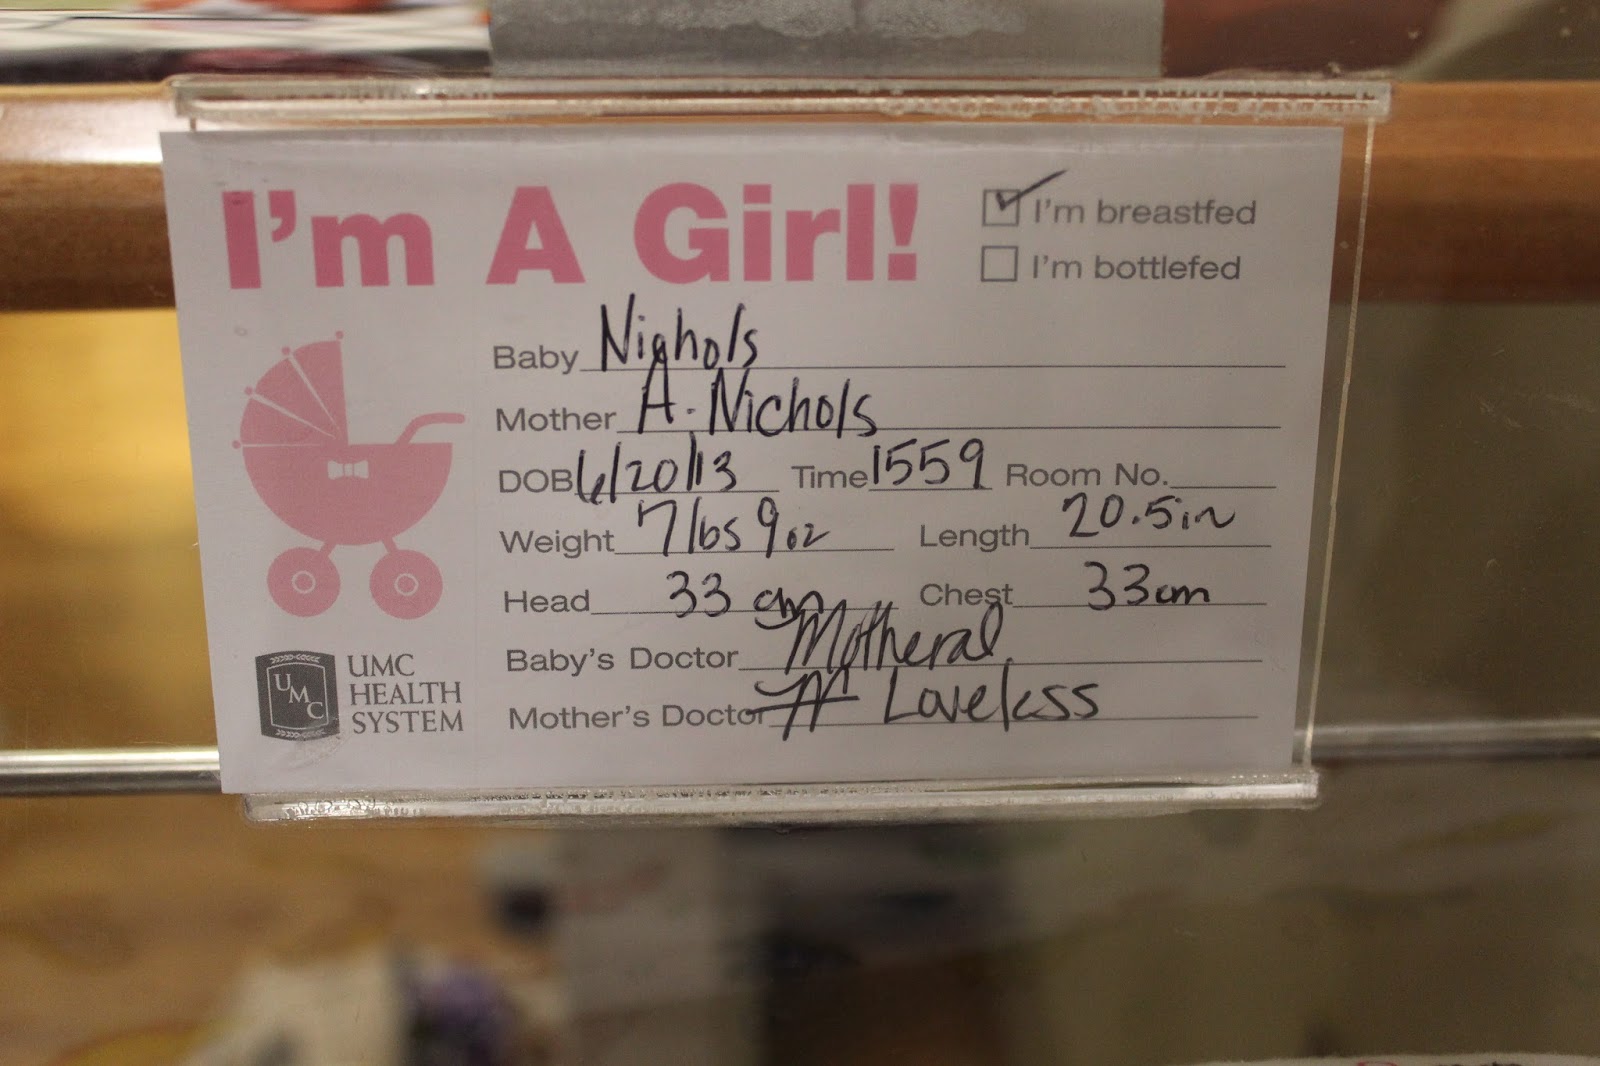 I'm A Girl!
I'm breastfed
I'm bottlefed
Baby Nichols
Mother A. Nichols
DOB 6/20/13 Time 1559 Room No.
Weight 7lbs 9oz Length 20.5in
Head 33 cm Chest 33cm
Baby's Doctor Motheral
Mother's Doctor Loveless
UMC
UMC
HEALTH
SYSTEM